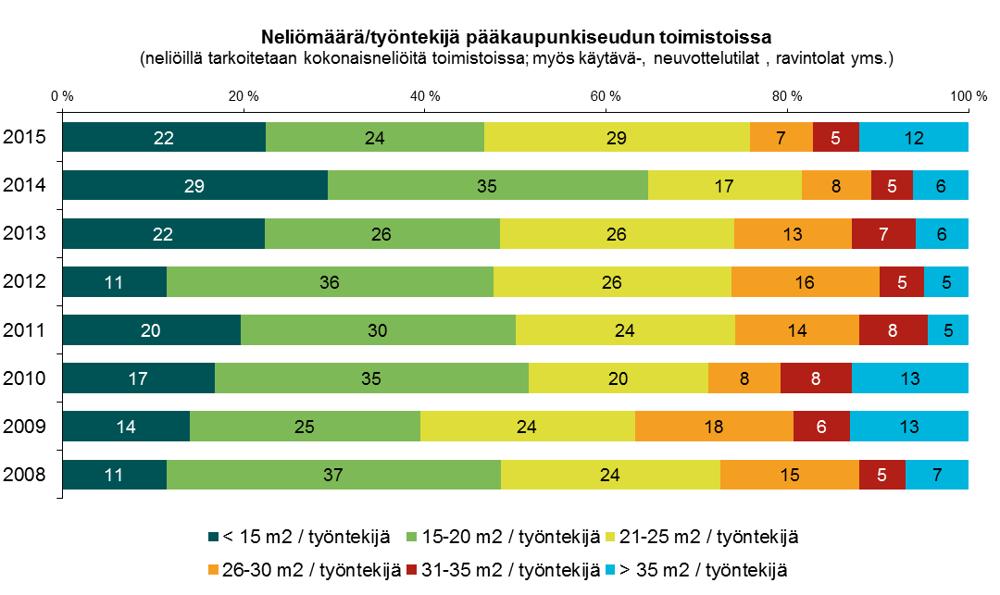 Neliömäärä/työntekijä pääkaupunkiseudun toimistoissa
(neliöillä tarkoitetaan kokonaisneliöitä toimistoissa; myös käytävä-, neuvottelutilat , ravintolat yms.)
0 % 20 % 40 % 60 % 80 % 100 %
2015 22 24 29 7 5 12
2014 29 35 17 8 5 6
2013 22 26 26 13 7 6
2012 11 36 26 16 5 5
2011 20 30 24 14 8 5
2010 17 35 20 8 8 13
2009 14 25 24 18 6 13
2008 11 37 24 15 5 7
< 15 m2 / työntekijä 15-20 m2 / työntekijä 21-25 m2 / työntekijä
26-30 m2 / työntekijä 31-35 m2 / työntekijä > 35 m2 / työntekijä